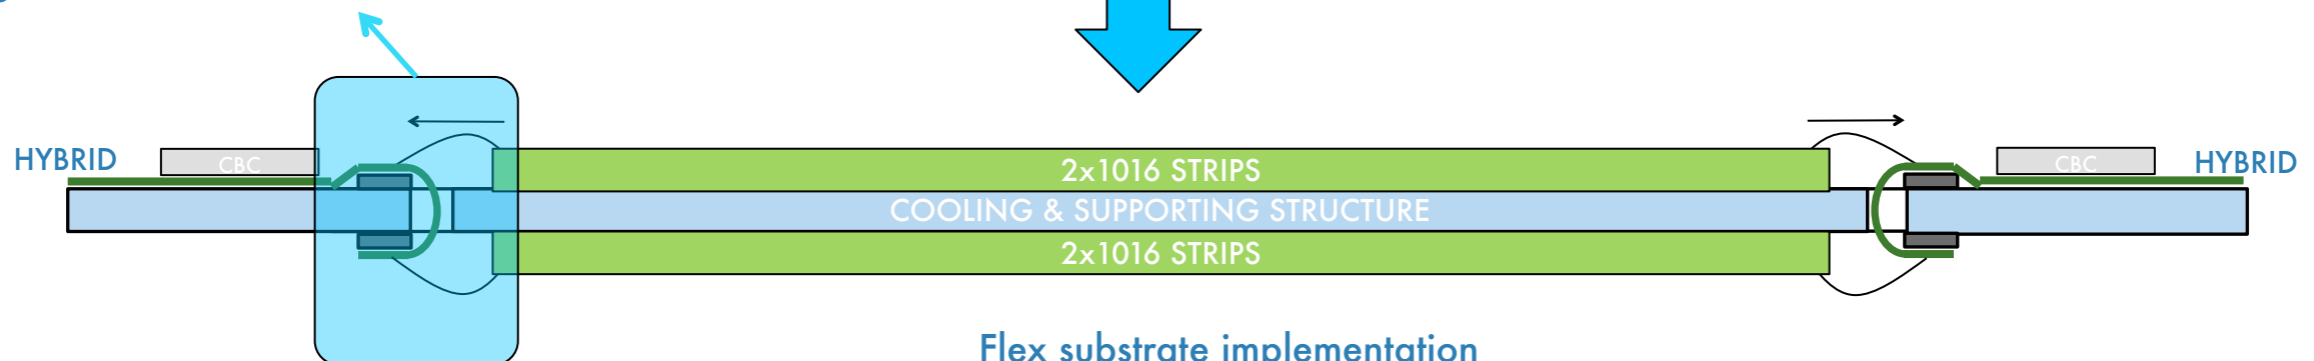 HYBRID
CBC
2x1016 STRIPS
CBC
HYBRID
COOLING & SUPPORTING STRUCTURE
2x1016 STRIPS
Flex substrate implementation